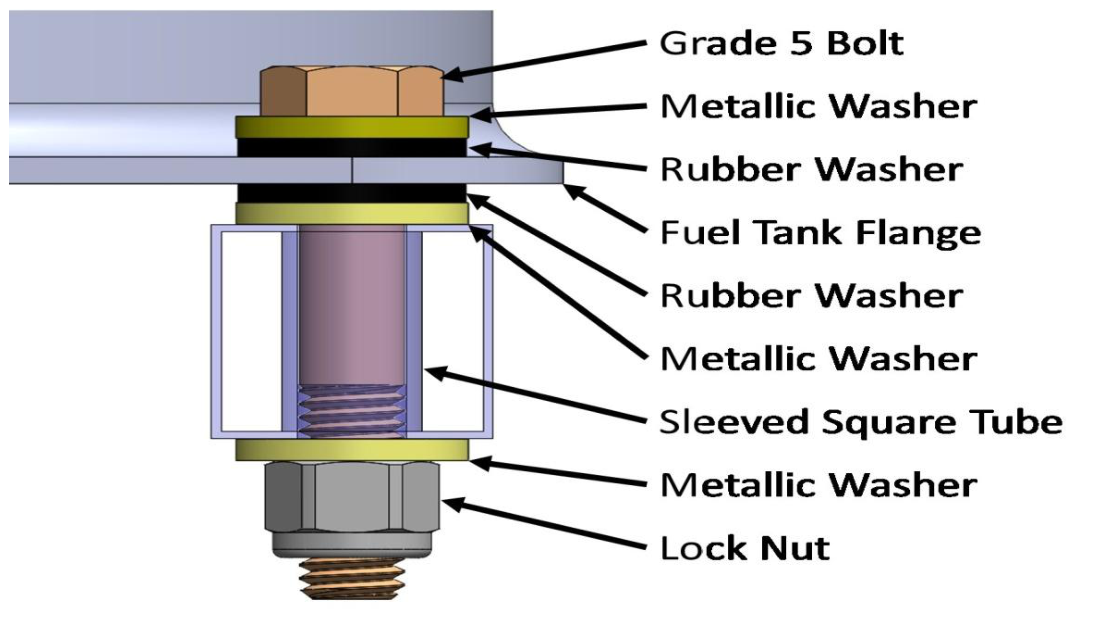 Grade 5 Bolt
Metallic Washer
Rubber Washer
Fuel Tank Flange
Rubber Washer
Metallic Washer
Sleeved Square Tube
Metallic Washer
Lock Nut